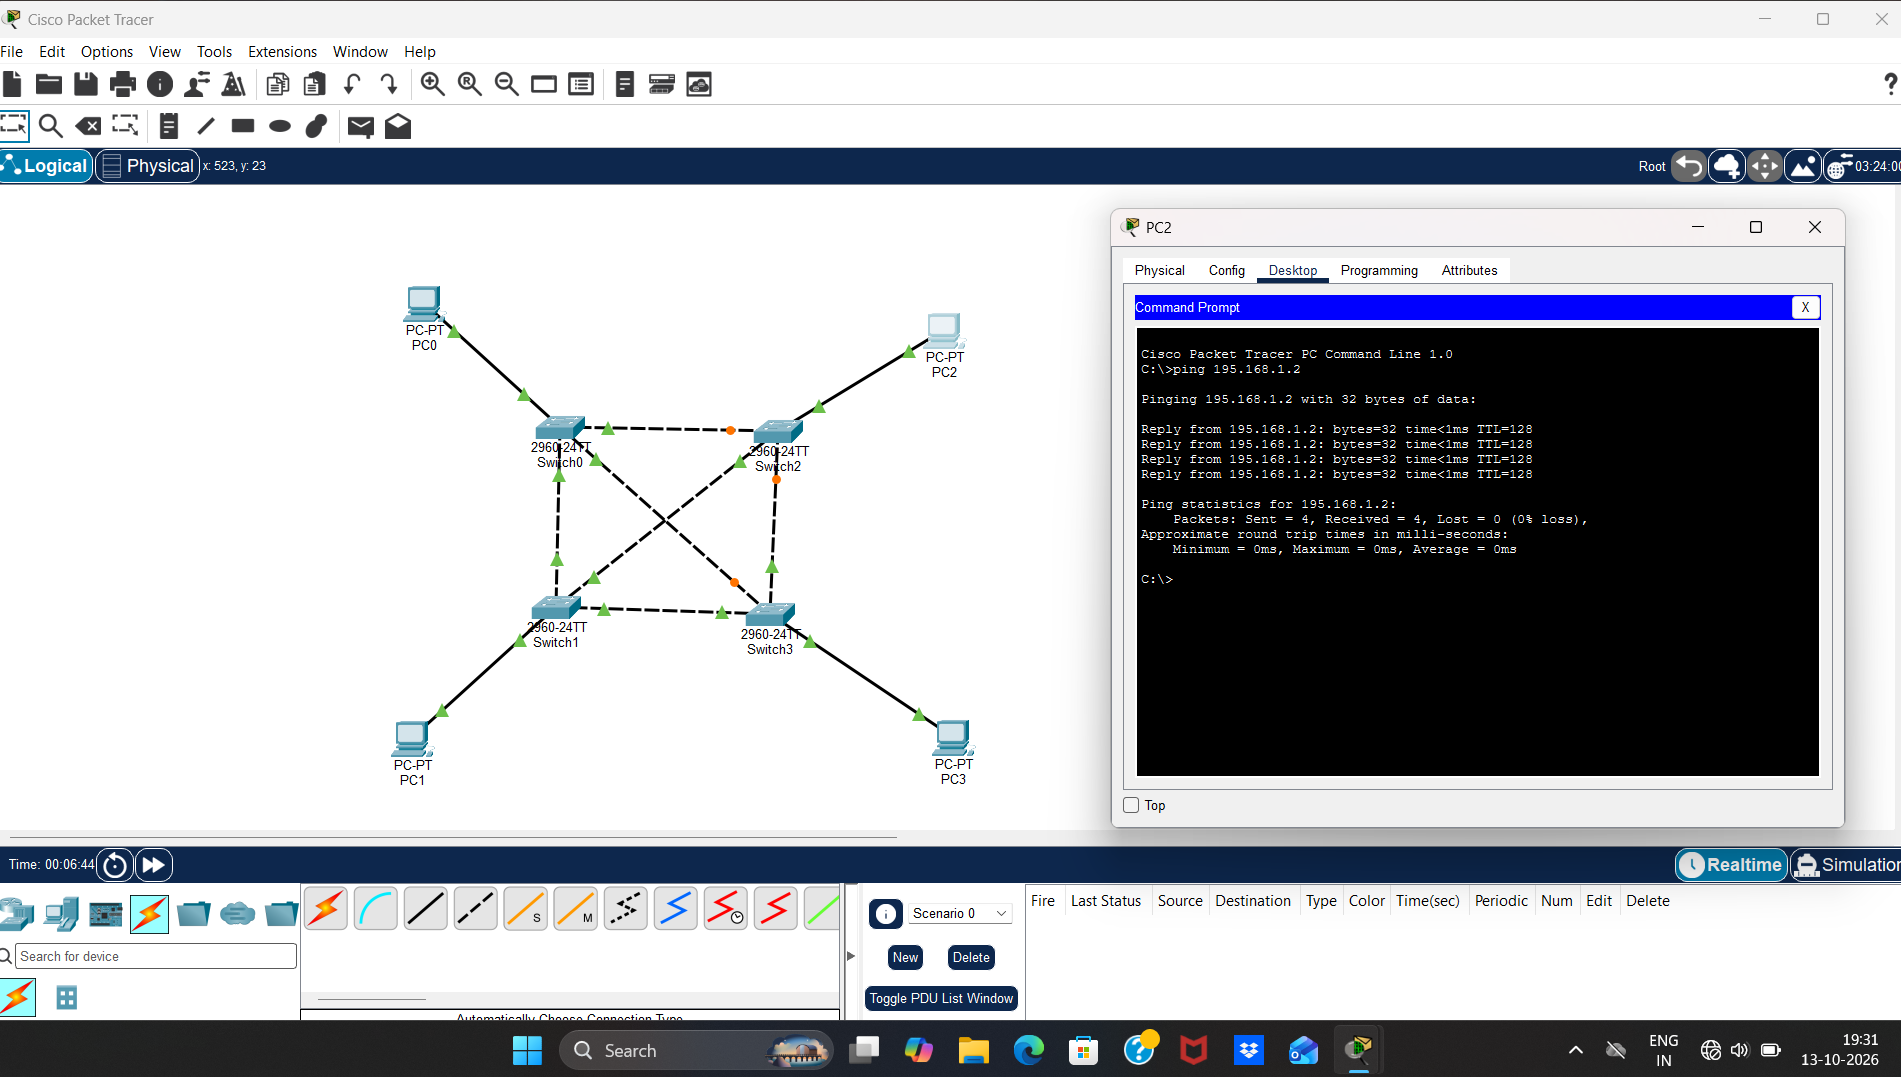 Cisco Packet Tracer
File Edit Options View Tools Extensions Window Help
?
Logical Physical x: 523, y: 23 Root 03:24:00
PC-PT
PC0
PC-PT
PC2
2960-24TT
Switch0
2960-24TT
Switch2
2960-24TT
Switch1
2960-24TT
Switch3
PC-PT
PC1
PC-PT
PC3
PC2
Physical Config Desktop Programming Attributes
Command Prompt X
Cisco Packet Tracer PC Command Line 1.0
C:\>ping 195.168.1.2
Pinging 195.168.1.2 with 32 bytes of data:
Reply from 195.168.1.2: bytes=32 time<1ms TTL=128
Reply from 195.168.1.2: bytes=32 time<1ms TTL=128
Reply from 195.168.1.2: bytes=32 time<1ms TTL=128
Reply from 195.168.1.2: bytes=32 time<1ms TTL=128
Ping statistics for 195.168.1.2:
Packets: Sent = 4, Received = 4, Lost = 0 (0% loss),
Approximate round trip times in milli-seconds:
Minimum = 0ms, Maximum = 0ms, Average = 0ms
C:\>
Top
Time: 00:06:44 Realtime Simulation
S M
Search for device
Automatically Choose Connection Type
Scenario 0
New Delete
Toggle PDU List Window
Fire Last Status Source Destination Type Color Time(sec) Periodic Num Edit Delete
Search
ENG
IN
19:31
13-10-2026